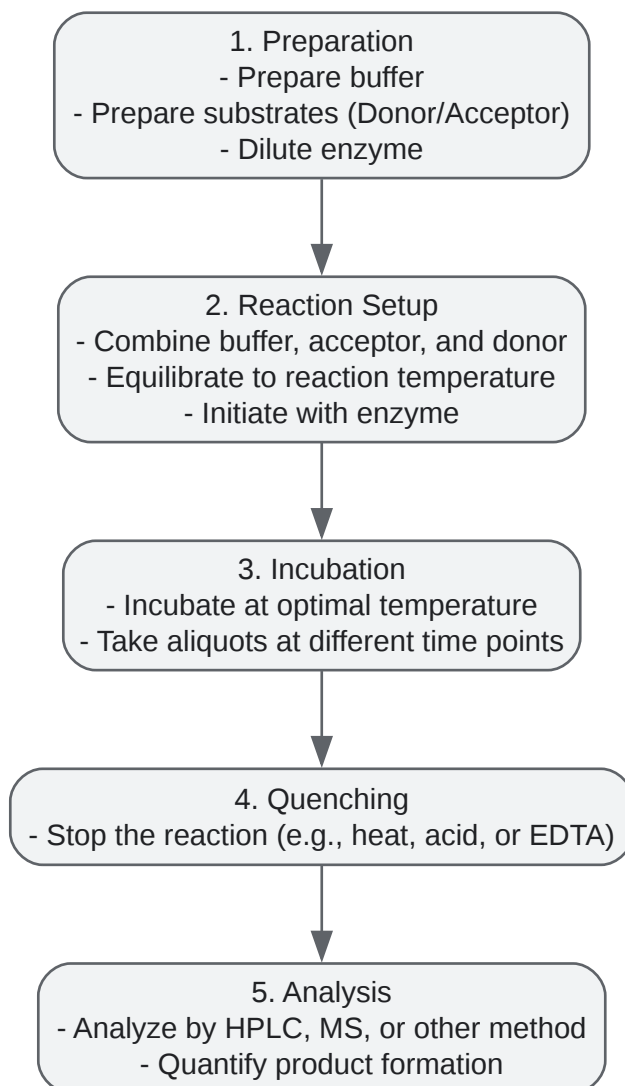 1. Preparation
- Prepare buffer
- Prepare substrates (Donor/Acceptor)
- Dilute enzyme
2. Reaction Setup
- Combine buffer, acceptor, and donor
- Equilibrate to reaction temperature
- Initiate with enzyme
3. Incubation
- Incubate at optimal temperature
- Take aliquots at different time points
4. Quenching
- Stop the reaction (e.g., heat, acid, or EDTA)
5. Analysis
- Analyze by HPLC, MS, or other method
- Quantify product formation